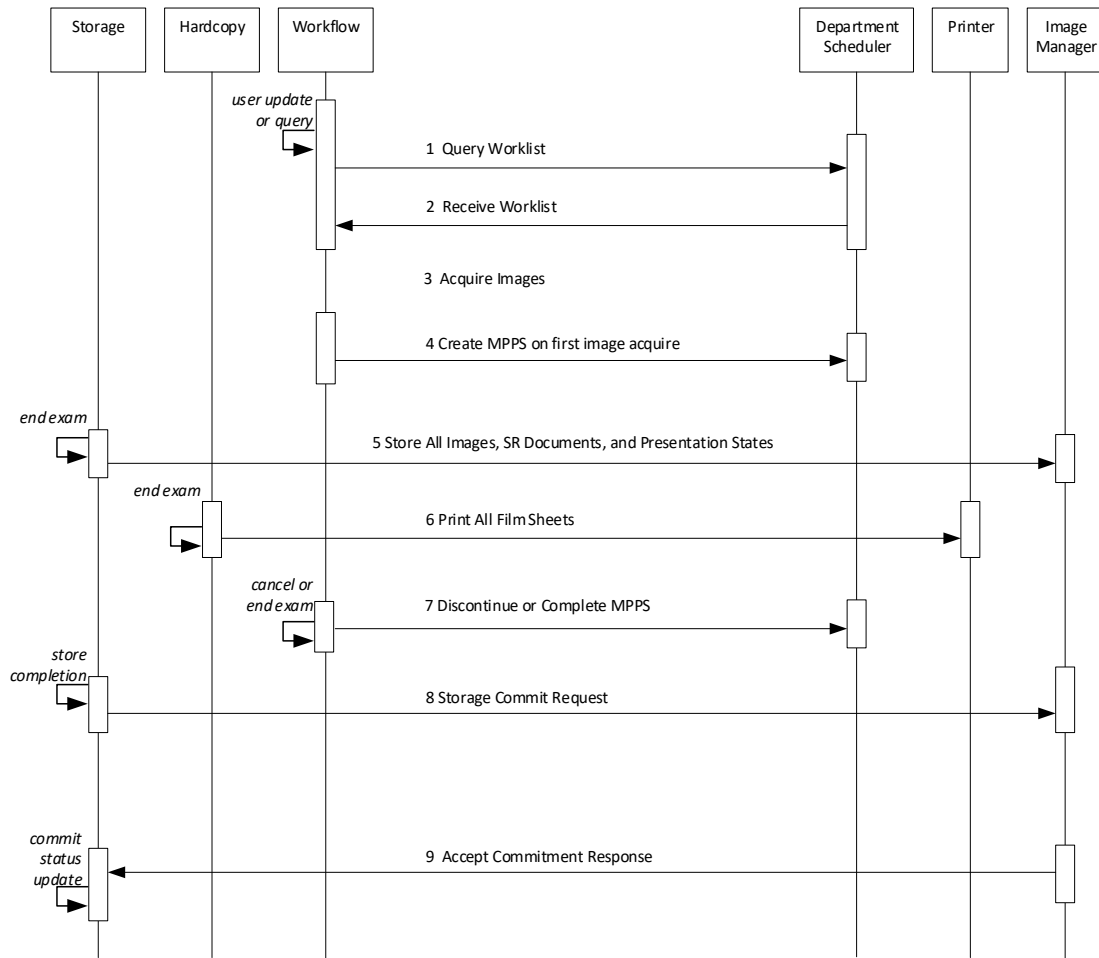 Storage
Hardcopy
Workflow
Department
Scheduler
Printer
Image
Manager
user update
or query
1 Query Worklist
2 Receive Worklist
3 Acquire Images
4 Create MPPS on first image acquire
end exam
5 Store All Images, SR Documents, and Presentation States
end exam
6 Print All Film Sheets
cancel or
end exam
7 Discontinue or Complete MPPS
store
completion
8 Storage Commit Request
commit
status
update
9 Accept Commitment Response